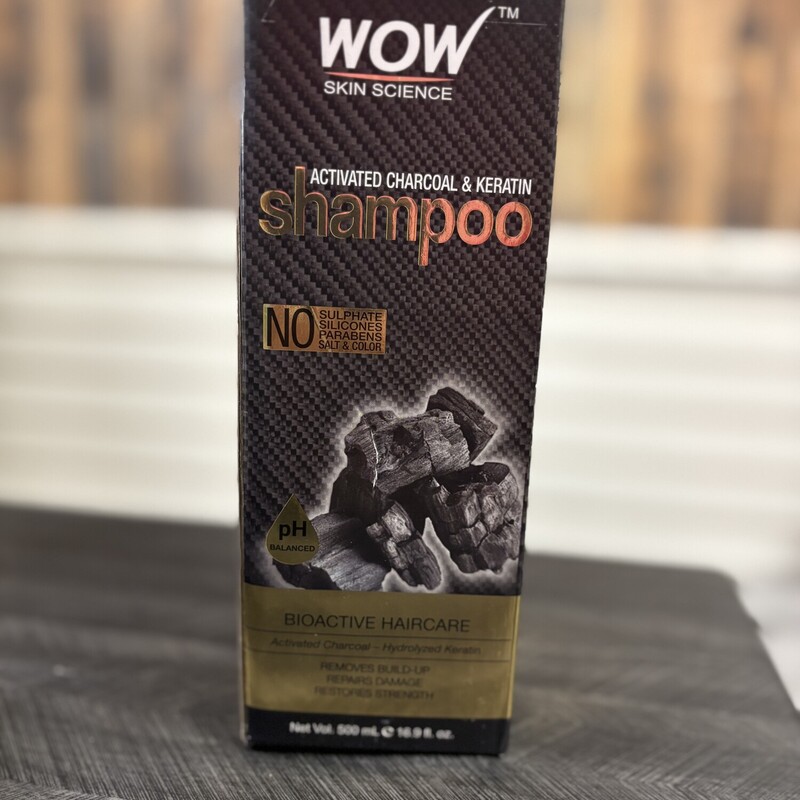 WOW™
SKIN SCIENCE
ACTIVATED CHARCOAL & KERATIN
shampoo
NO
SULPHATE
SILICONES
PARABENS
SALT & COLOR
pH
BALANCED
BIOACTIVE HAIRCARE
Activated Charcoal ~ Hydrolyzed Keratin
REMOVES BUILD-UP
REPAIRS DAMAGE
RESTORES STRENGTH
Net Vol. 500 mL ℮ 16.9 fl. oz.